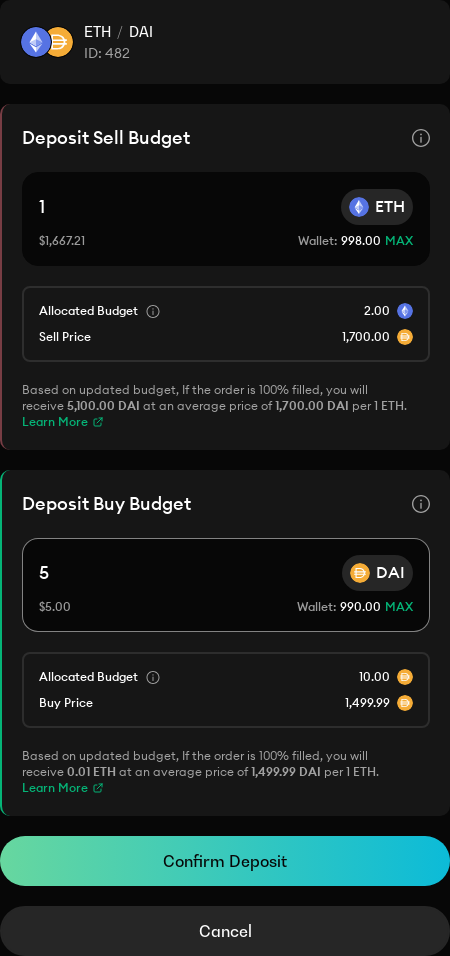 ETH / DAI
ID: 482
Deposit Sell Budget
1
ETH
$1,667.21
Wallet: 998.00 MAX
Allocated Budget
2.00
Sell Price
1,700.00
Based on updated budget, If the order is 100% filled, you will
receive 5,100.00 DAI at an average price of 1,700.00 DAI per 1 ETH.
Learn More
Deposit Buy Budget
5
DAI
$5.00
Wallet: 990.00 MAX
Allocated Budget
10.00
Buy Price
1,499.99
Based on updated budget, If the order is 100% filled, you will
receive 0.01 ETH at an average price of 1,499.99 DAI per 1 ETH.
Learn More
Confirm Deposit
Cancel